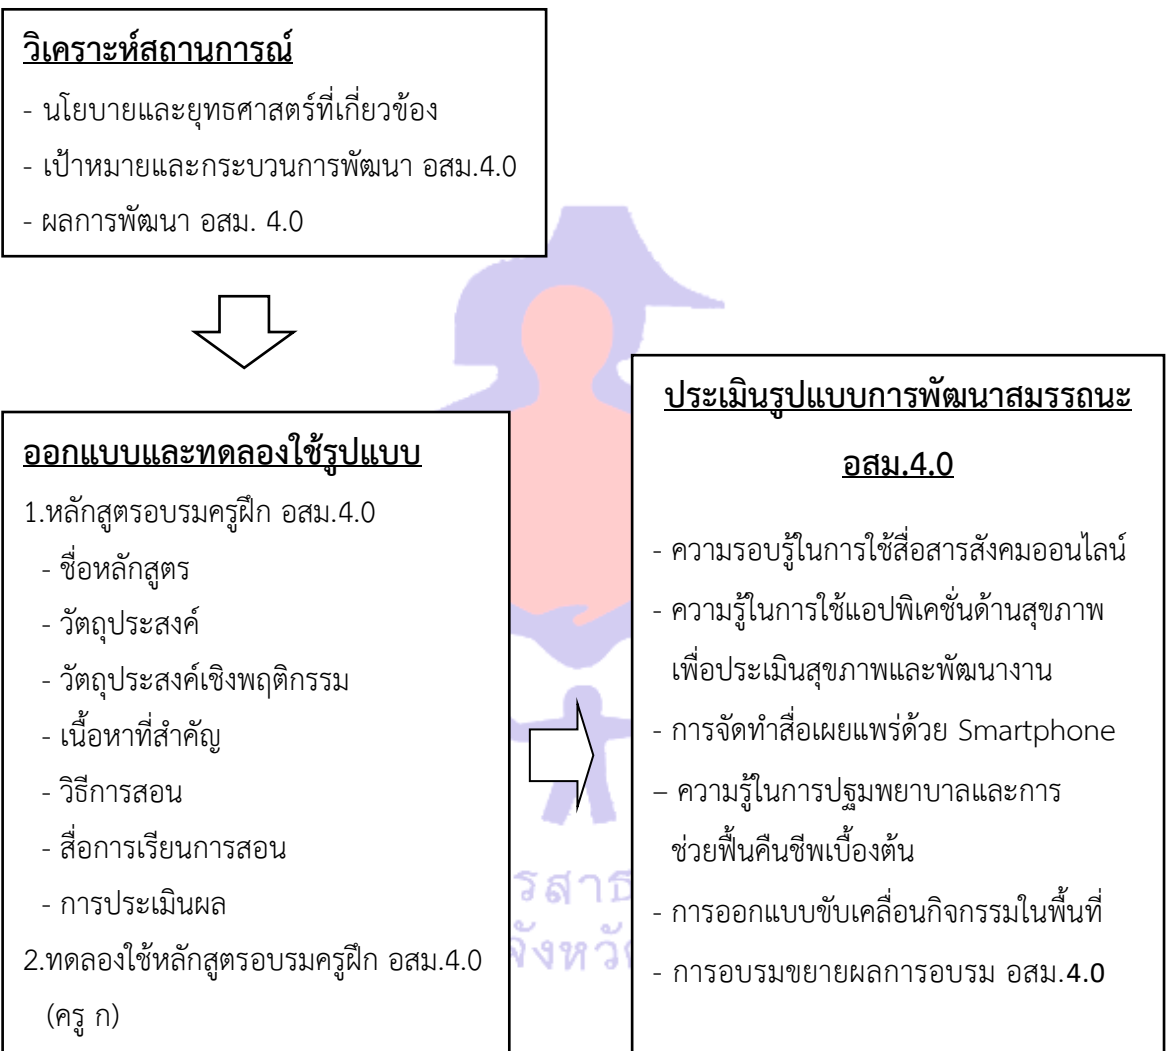 วิเคราะห์สถานการณ์
- นโยบายและยุทธศาสตร์ที่เกี่ยวข้อง
- เป้าหมายและกระบวนการพัฒนา อสม.4.0
- ผลการพัฒนา อสม. 4.0
ออกแบบและทดลองใช้รูปแบบ
1.หลักสูตรอบรมครูฝึก อสม.4.0
- ชื่อหลักสูตร
- วัตถุประสงค์
- วัตถุประสงค์เชิงพฤติกรรม
- เนื้อหาที่สำคัญ
- วิธีการสอน
- สื่อการเรียนการสอน
- การประเมินผล
2.ทดลองใช้หลักสูตรอบรมครูฝึก อสม.4.0
(ครู ก)
ประเมินรูปแบบการพัฒนาสมรรถนะ
อสม.4.0
- ความรอบรู้ในการใช้สื่อสารสังคมออนไลน์
- ความรู้ในการใช้แอปพิเคชั่นด้านสุขภาพ
เพื่อประเมินสุขภาพและพัฒนางาน
- การจัดทำสื่อเผยแพร่ด้วย Smartphone
– ความรู้ในการปฐมพยาบาลและการ
ช่วยฟื้นคืนชีพเบื้องต้น
- การออกแบบขับเคลื่อนกิจกรรมในพื้นที่
- การอบรมขยายผลการอบรม อสม.4.0